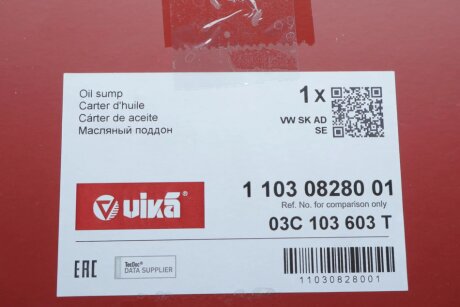 Oil sump
Carter d'huile
Cárter de aceite
Масляный поддон
1 x
VW SK AD
SE
vika
1 103 08280 01
Ref. No. for comparison only
03C 103 603 T
EAC
TecDoc®
DATA SUPPLIER
11030828001